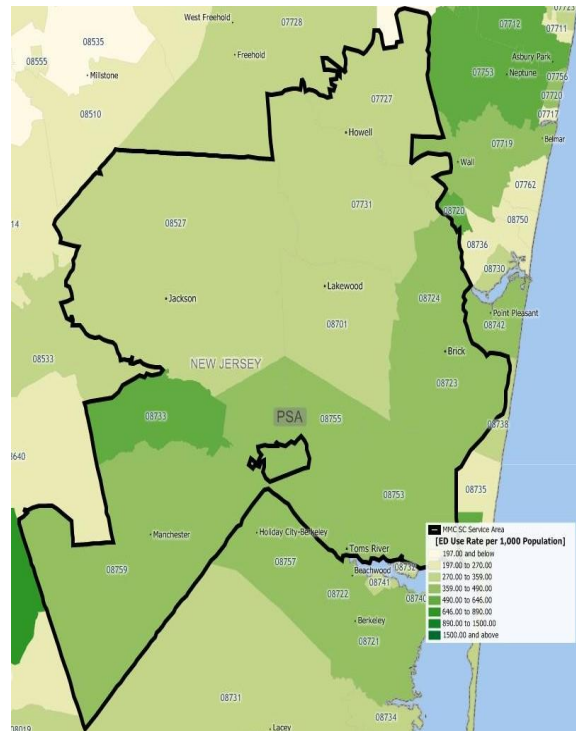 West Freehold
07728
07723
07712
07711
08535
Freehold
Asbury Park
08555
Millstone
07753
Neptune
07756
07720
07717
07727
08510
Howell
07719
Belmar
Wall
07762
07731
08720
08750
14
08527
08736
08730
Lakewood
08724
Jackson
Point Pleasant
08701
08742
Brick
08533
NEW JERSEY
08723
08733
PSA
08755
08738
640
08735
08753
Manchester
Holiday City-Berkeley
Toms River
08759
08757
Beachwood
08732
08741
08722
08740
Berkeley
08721
08731
08734
08019
Lacey
MMCSC Service Area
[ED Use Rate per 1,000 Population]
197.00 and below
197.00 to 270.00
270.00 to 359.00
359.00 to 490.00
490.00 to 646.00
646.00 to 890.00
890.00 to 1500.00
1500.00 and above